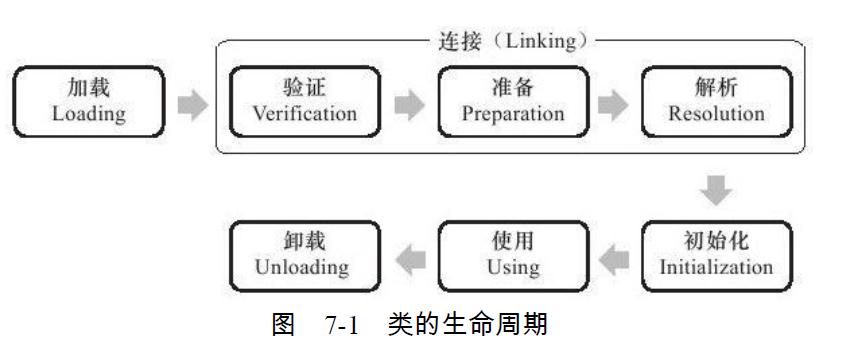 连接（Linking）
加载
Loading
验证
Verification
准备
Preparation
解析
Resolution
卸载
Unloading
使用
Using
初始化
Initialization
图 7-1 类的生命周期